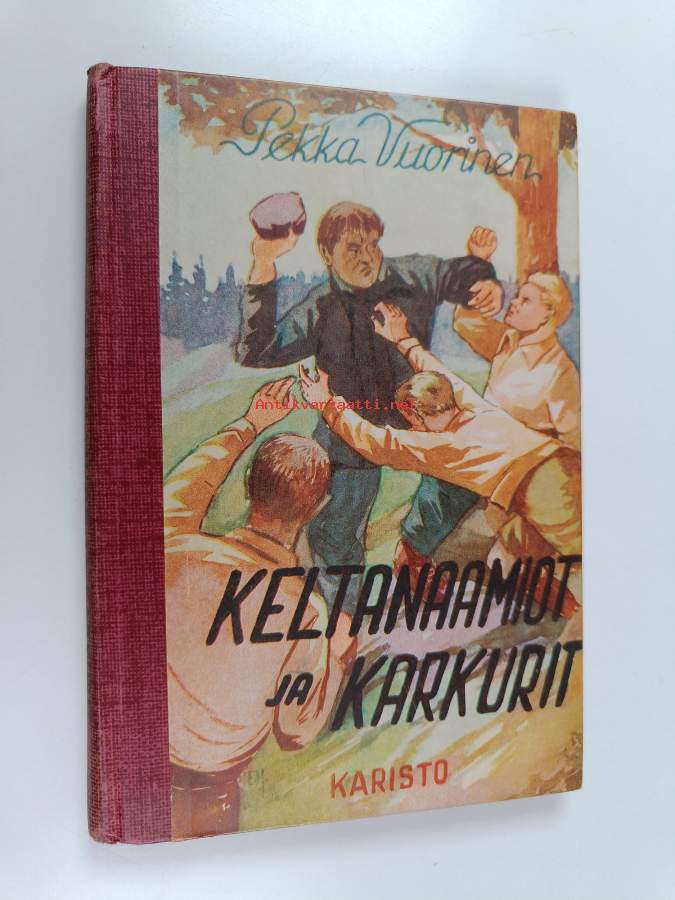 Pekka Vuorinen
Antikvariaatti.net
KELTANAAMIOT
JA KARKURIT
KARISTO